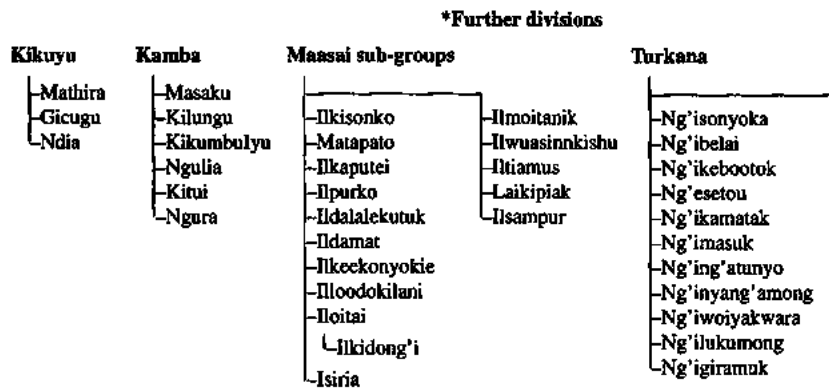 *Further divisions
Kikuyu
Mathira
Gicugu
Ndia
Kamba
Masaku
Kilungu
Kikumbulyu
Ngulia
Kitui
Ngura
Maasai sub-groups
Ilkisonko
Matapato
Ilkaputei
Ilpurko
Ildalalekutuk
Ildamat
Ilkeekonyokie
Illoodokilani
Iloitai
Ilkidong'i
Isiria
Ilmoitanik
Ilwuasinnkishu
Iltiamus
Laikipiak
Ilsampur
Turkana
Ng'isonyoka
Ng'ibelai
Ng'ikebootok
Ng'esetou
Ng'ikamatak
Ng'imasuk
Ng'ing'atunyo
Ng'inyang'among
Ng'iwoiyakwara
Ng'ilukumong
Ng'igiramuk